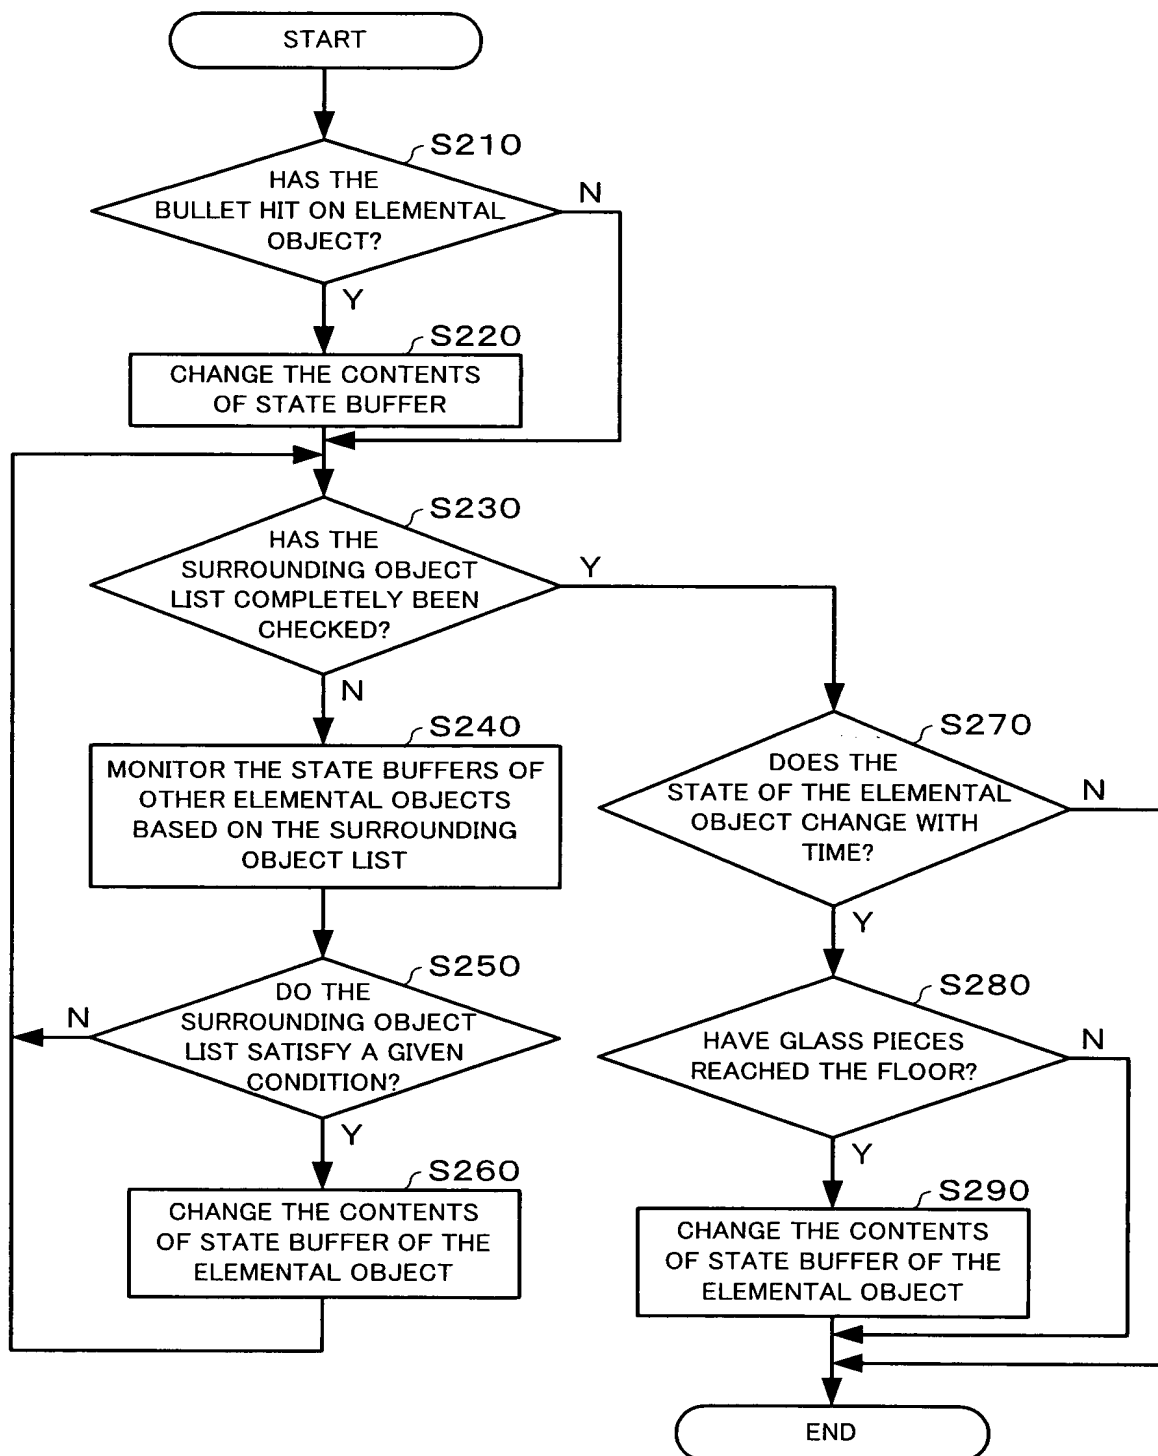 START
S210
HAS THE
BULLET HIT ON ELEMENTAL
OBJECT?
N
Y
S220
CHANGE THE CONTENTS
OF STATE BUFFER
S230
HAS THE
SURROUNDING OBJECT
LIST COMPLETELY BEEN
CHECKED?
Y
N
S240
MONITOR THE STATE BUFFERS OF
OTHER ELEMENTAL OBJECTS
BASED ON THE SURROUNDING
OBJECT LIST
S250
DO THE
SURROUNDING OBJECT
LIST SATISFY A GIVEN
CONDITION?
N
Y
S260
CHANGE THE CONTENTS
OF STATE BUFFER OF THE
ELEMENTAL OBJECT
S270
DOES THE
STATE OF THE ELEMENTAL
OBJECT CHANGE WITH
TIME?
N
Y
S280
HAVE GLASS PIECES
REACHED THE FLOOR?
N
Y
S290
CHANGE THE CONTENTS
OF STATE BUFFER OF THE
ELEMENTAL OBJECT
END